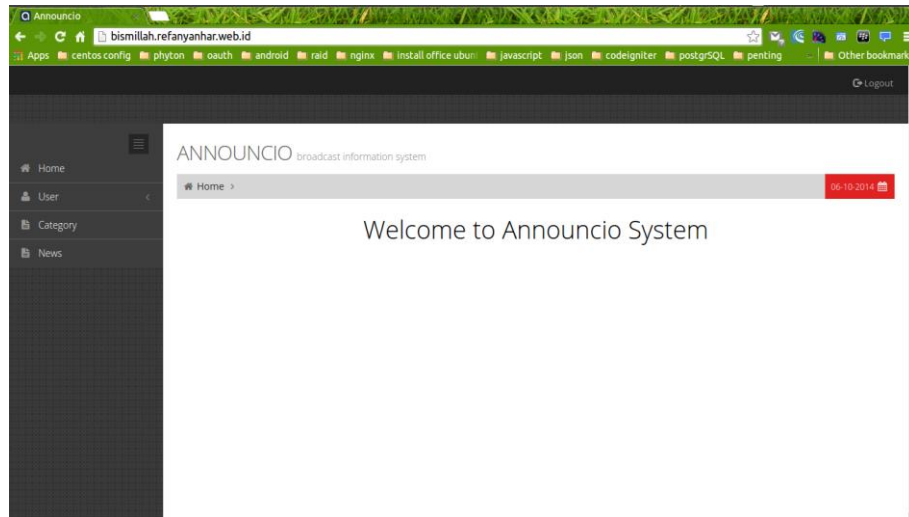 Announcio
bismillah.refanyanhar.web.id
Apps centos config phyton oauth android raid nginx install office ubun javascript json codeigniter postgrSQL penting Other bookmark
Logout
ANNOUNCIO broadcast information system
Home
Home >
06-10-2014
User
Category
News
Welcome to Announcio System